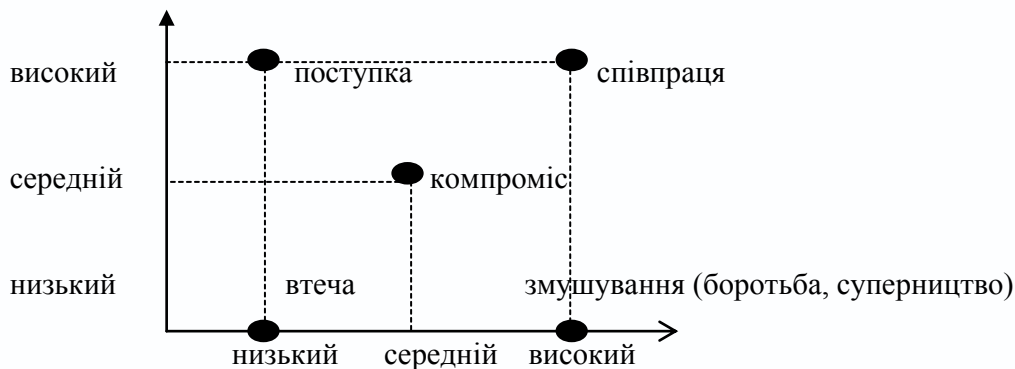 високий поступка співпраця
середній компроміс
низький втеча змушування (боротьба, суперництво)
низький середній високий